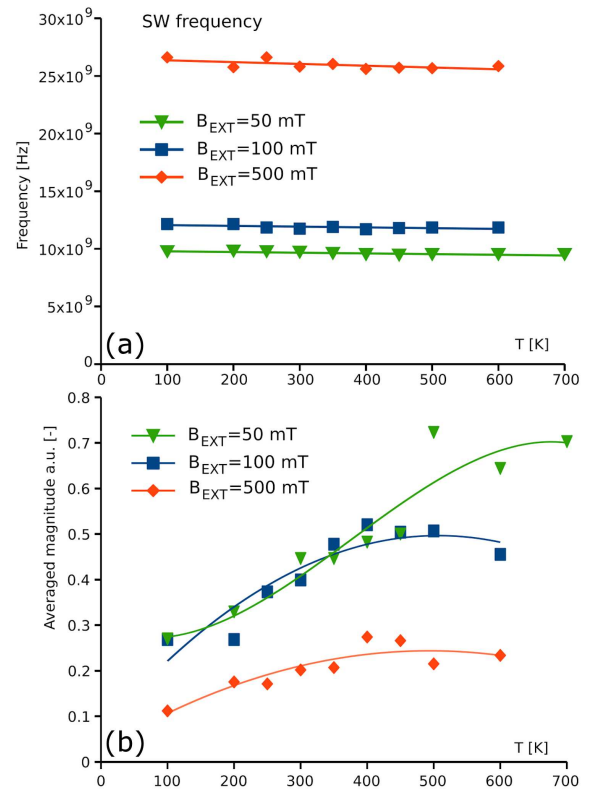 SW frequency
30x10⁹
25x10⁹
20x10⁹
15x10⁹
10x10⁹
5x10⁹
0
Frequency [Hz]
B_EXT=50 mT
B_EXT=100 mT
B_EXT=500 mT
(a)
T [K]
0 100 200 300 400 500 600 700
0.8
0.7
0.6
0.5
0.4
0.3
0.2
0.1
0
Averaged magnitude a.u. [-]
B_EXT=50 mT
B_EXT=100 mT
B_EXT=500 mT
(b)
T [K]
0 100 200 300 400 500 600 700